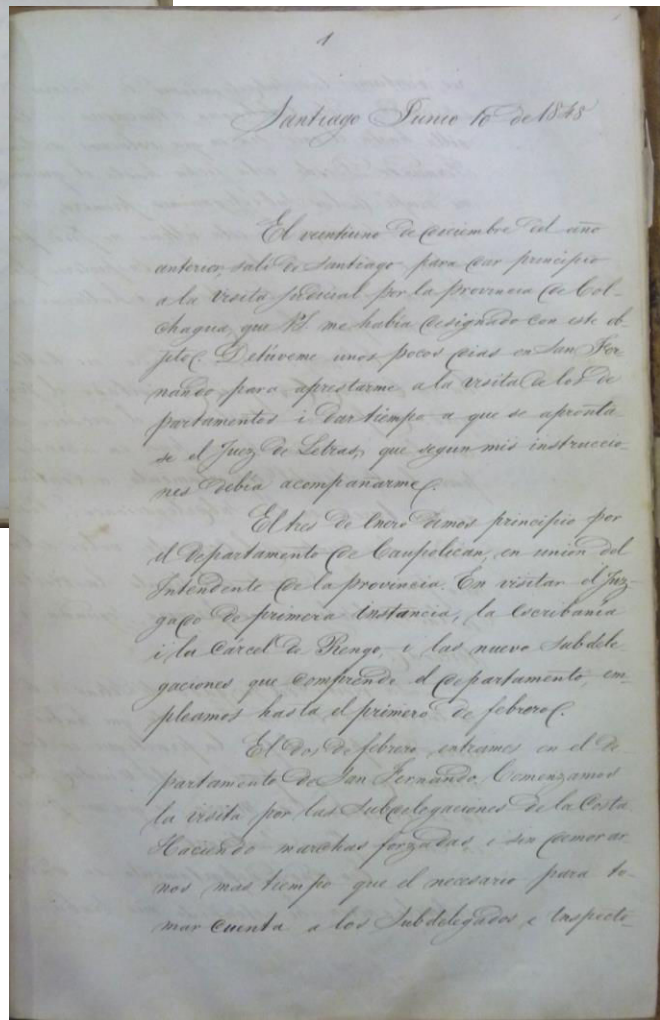 1
Santiago Junio 10 de 1848
El veintiuno de diciembre del año
anterior sali de Santiago para dar principio
a la visita judicial por la provincia de Col-
chagua, que VS me habia designado con este ob-
jeto. Detúveme unos pocos dias en San Fer-
nando, para aprestarme a la visita de los De-
partamentos i dar tiempo a que se apronta-
se el Juez de Letras, que segun mis instruccio-
nes debia acompañarme.
El tres de Enero dimos principio por
el departamento de Caupolican, en union del
Intendente de la provincia. En visitar el Juz-
gado de primera instancia, la escribania
i la Carcel de Rengo, i las nueve Subdele-
gaciones que comprende el departamento, em-
pleamos hasta el primero de febrero.
El dos de febrero, entramos en el de-
partamento de San Fernando. Comenzamos
la visita por las Subdelegaciones de la Costa.
Haciendo marchas forzadas, i sin demorar-
nos mas tiempo que el necesario para to-
mar cuenta a los Subdelegados e Inspecto-